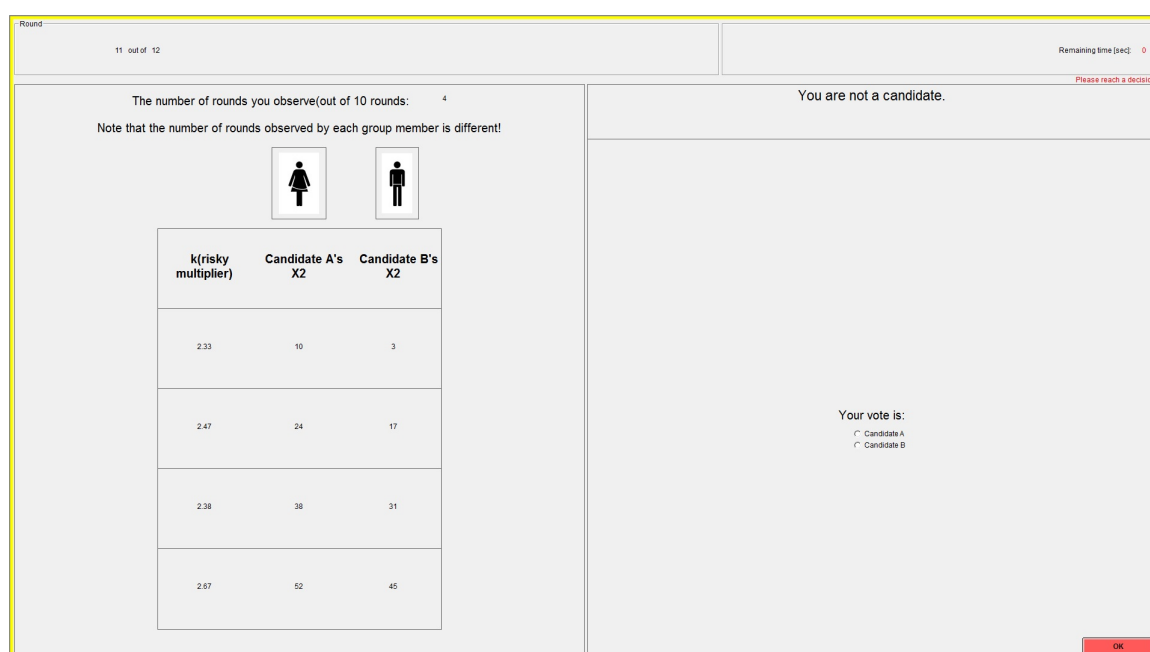 Round
11 out of 12
Remaining time [sec]: 0
Please reach a decisio
The number of rounds you observe(out of 10 rounds: 4
Note that the number of rounds observed by each group member is different!
k(risky multiplier) Candidate A's X2 Candidate B's X2
2.33 10 3
2.47 24 17
2.38 38 31
2.67 52 45
You are not a candidate.
Your vote is:
Candidate A
Candidate B
OK